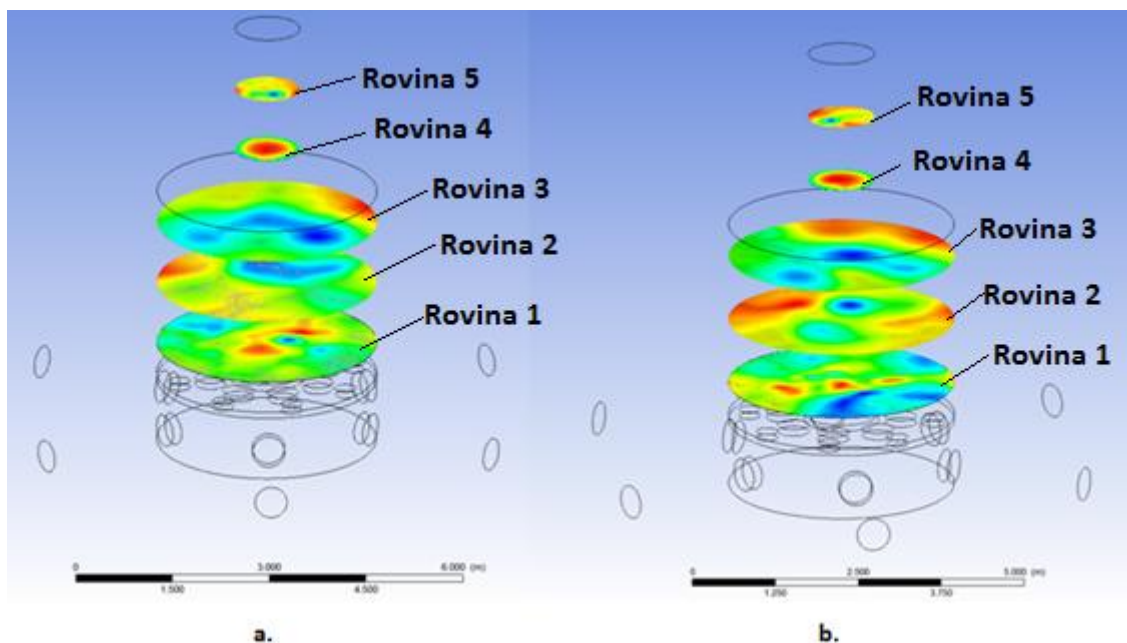 Rovina 5
Rovina 4
Rovina 3
Rovina 2
Rovina 1
0 3.000 6.000 (m)
1.500 4.500
a.
Rovina 5
Rovina 4
Rovina 3
Rovina 2
Rovina 1
0 2.500 5.000 (m)
1.250 3.750
b.